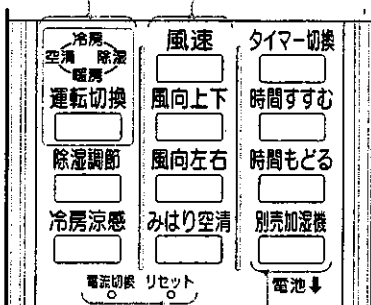 冷房
空清 除湿
暖房
運転切換
風速
タイマー切換
風向上下
時間すすむ
除湿調節
風向左右
時間もどる
冷房涼感
みはり空清
別売加湿機
電流切換 リセット
電池⬇